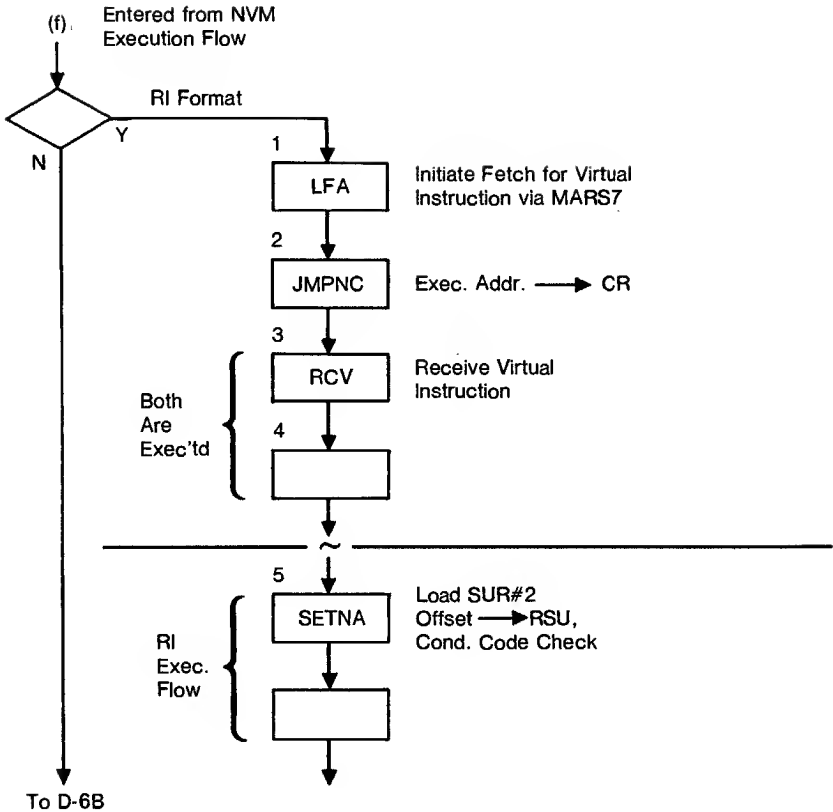 (f)
Entered from NVM
Execution Flow
RI Format
Y
N
1
LFA
Initiate Fetch for Virtual
Instruction via MARS7
2
JMPNC
Exec. Addr. → CR
3
RCV
Receive Virtual
Instruction
Both
Are
Exec'td
4
~
5
SETNA
Load SUR#2
Offset → RSU,
Cond. Code Check
RI
Exec.
Flow
To D-6B